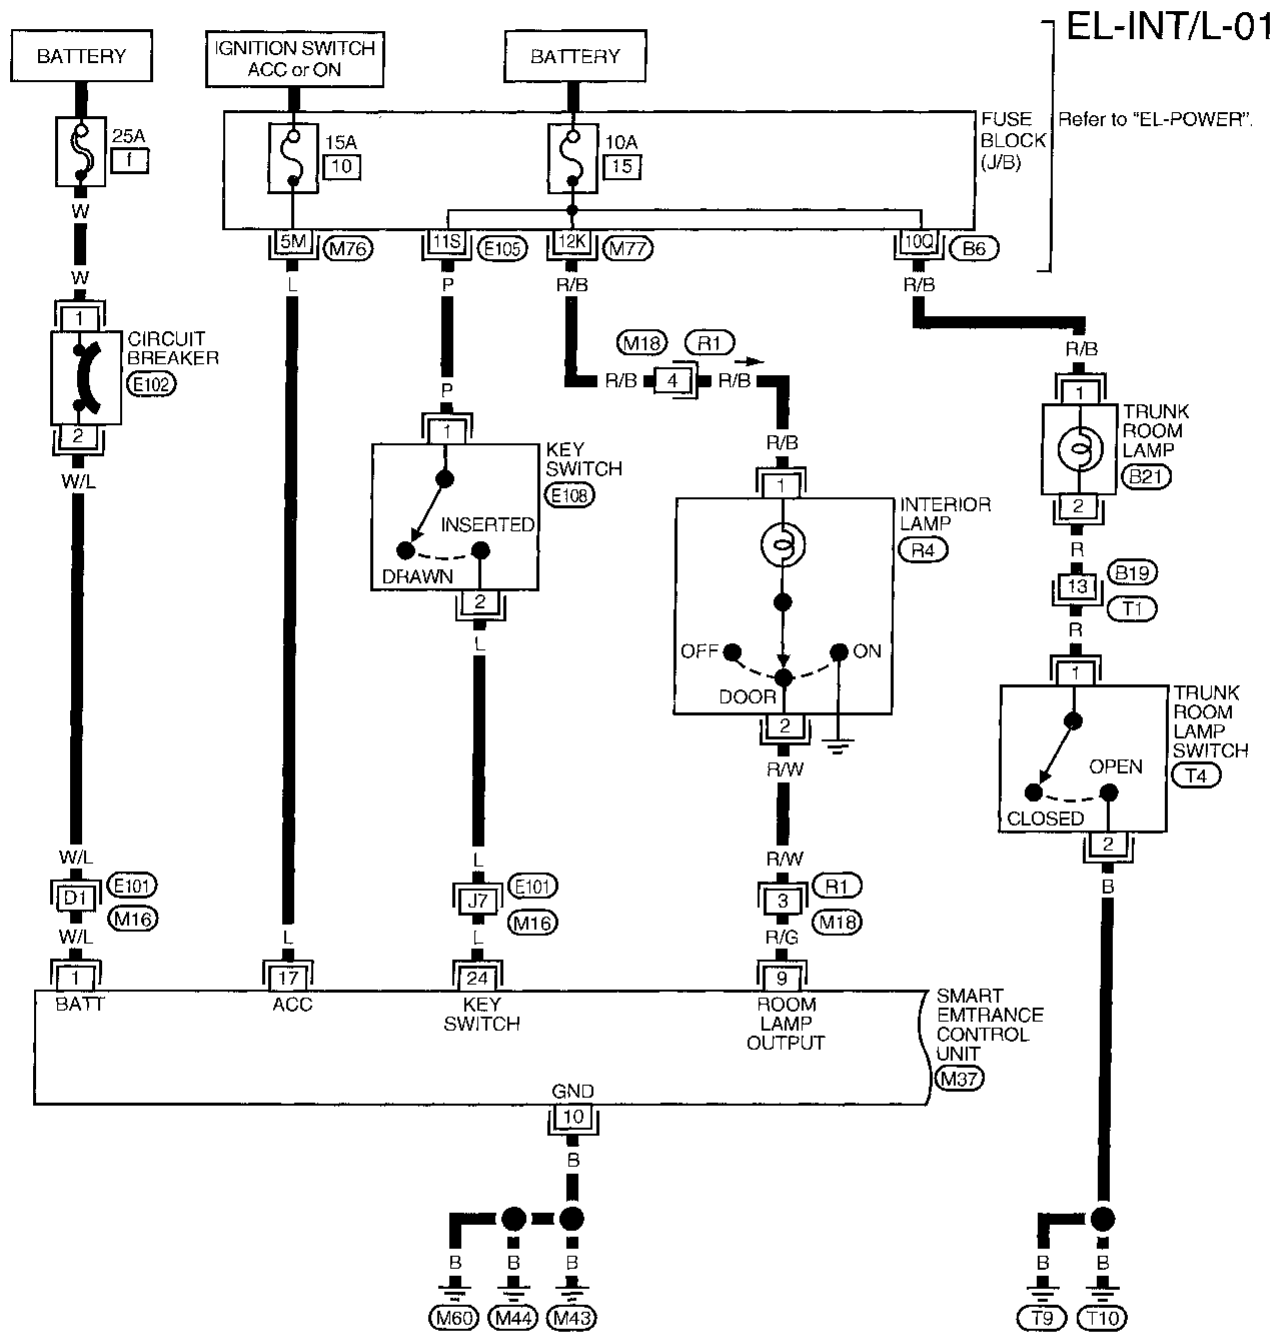 EL-INT/L-01
BATTERY
IGNITION SWITCH
ACC or ON
BATTERY
FUSE
BLOCK
(J/B)
Refer to "EL-POWER".
25A
f
15A
10
10A
15
5M
M76
11S
E105
12K
M77
10Q
B6
W
W
L
P
R/B
R/B
1
CIRCUIT
BREAKER
E102
2
W/L
M18
R1
R/B
4
R/B
R/B
P
1
KEY
SWITCH
E108
INSERTED
DRAWN
2
L
R/B
1
INTERIOR
LAMP
R4
OFF
ON
DOOR
2
R/W
1
TRUNK
ROOM
LAMP
B21
2
R
13
B19
T1
R
1
TRUNK
ROOM
LAMP
SWITCH
T4
OPEN
CLOSED
2
B
W/L
D1
E101
M16
W/L
L
L
J7
E101
M16
L
R/W
3
R1
M18
R/G
1
17
24
9
BATT
ACC
KEY
SWITCH
ROOM
LAMP
OUTPUT
SMART
EMTRANCE
CONTROL
UNIT
M37
GND
10
B
B
B
B
M60
M44
M43
B
B
T9
T10